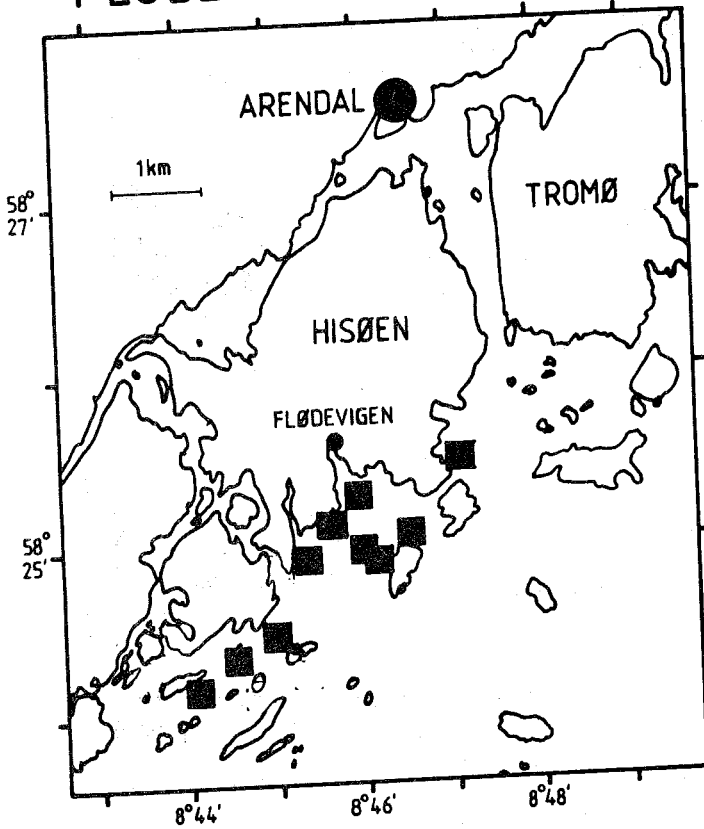 ARENDAL
1km
58°
27'
TROMØ
HISØEN
FLØDEVIGEN
58°
25'
8°44'
8°46'
8°48'